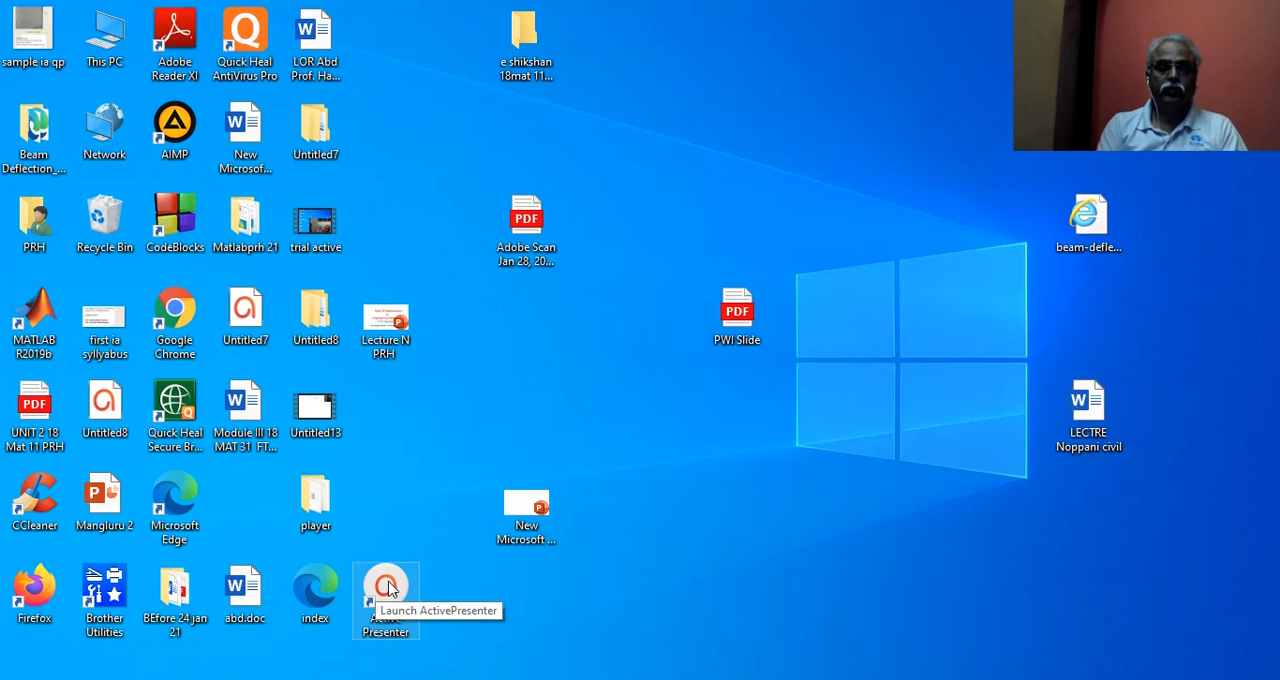 sample ia qp
This PC
Adobe
Reader XI
Quick Heal
AntiVirus Pro
LOR Abd
Prof. Ha...
e shikshan
18mat 11...
Beam
Deflection_...
Network
AIMP
New
Microsof...
Untitled7
PRH
Recycle Bin
CodeBlocks
Matlabprh 21
trial active
PDF
Adobe Scan
Jan 28, 20...
beam-defle...
MATLAB
R2019b
first ia
syllyabus
Google
Chrome
Untitled7
Untitled8
Lecture N
PRH
PDF
PWI Slide
PDF
UNIT 2 18
Mat 11 PRH
Untitled8
Quick Heal
Secure Br...
Module III 18
MAT 31 FT...
Untitled13
LECTRE
Noppani civil
CCleaner
Mangluru 2
Microsoft
Edge
player
New
Microsoft ...
Firefox
Brother
Utilities
BEfore 24 jan
21
abd.doc
index
Launch ActivePresenter
Presenter